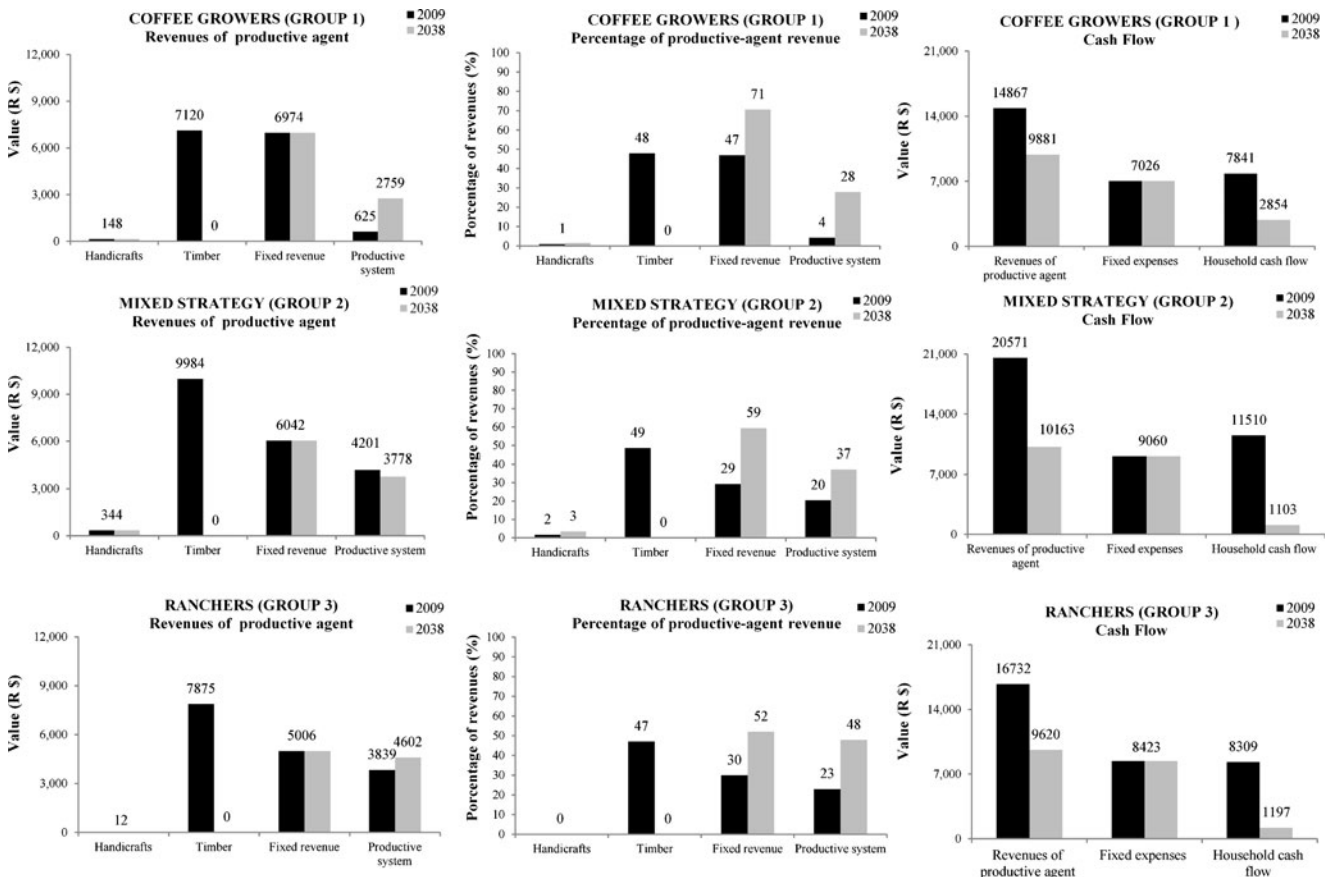 COFFEE GROWERS (GROUP 1)
Revenues of productive agent
2009
2038
Value (R $)
12,000
9,000
6,000
3,000
0
148
7120
0
6974
625
2759
Handicrafts
Timber
Fixed revenue
Productive
system
COFFEE GROWERS (GROUP 1)
Percentage of productive-agent revenue
2009
2038
Porcentage of revenues (%)
100
90
80
70
60
50
40
30
20
10
0
1
48
0
47
71
4
28
Handicrafts
Timber
Fixed revenue
Productive system
COFFEE GROWERS (GROUP 1 )
Cash Flow
2009
2038
Value (R $)
21,000
14,000
7,000
0
14867
9881
7026
7841
2854
Revenues of
productive agent
Fixed expenses
Household cash flow
MIXED STRATEGY (GROUP 2)
Revenues of productive agent
2009
2038
Value (R $)
12,000
9,000
6,000
3,000
0
344
9984
0
6042
4201
3778
Handicrafts
Timber
Fixed revenue
Productive system
MIXED STRATEGY (GROUP 2)
Percentage of productive-agent revenue
2009
2038
Porcentage of revenues (%)
100
90
80
70
60
50
40
30
20
10
0
2
3
49
0
29
59
20
37
Handicrafts
Timber
Fixed revenue
Productive system
MIXED STRATEGY (GROUP 2)
Cash Flow
2009
2038
Value (R $)
21,000
14,000
7,000
0
20571
10163
9060
11510
1103
Revenues of productive
agent
Fixed expenses
Household cash flow
RANCHERS (GROUP 3)
Revenues of productive agent
2009
2038
Value (R $)
12,000
9,000
6,000
3,000
0
12
7875
0
5006
3839
4602
Handicrafts
Timber
Fixed revenue
Productive
system
RANCHERS (GROUP 3)
Percentage of productive-agent revenue
2009
2038
Porcentage of revenues (%)
100
90
80
70
60
50
40
30
20
10
0
0
47
0
30
52
23
48
Handicrafts
Timber
Fixed revenue
Productive system
RANCHERS (GROUP 3)
Cash Flow
2009
2038
Value (R $)
21,000
14,000
7,000
0
16732
9620
8423
8309
1197
Revenues of
productive agent
Fixed expenses
Household cash
flow